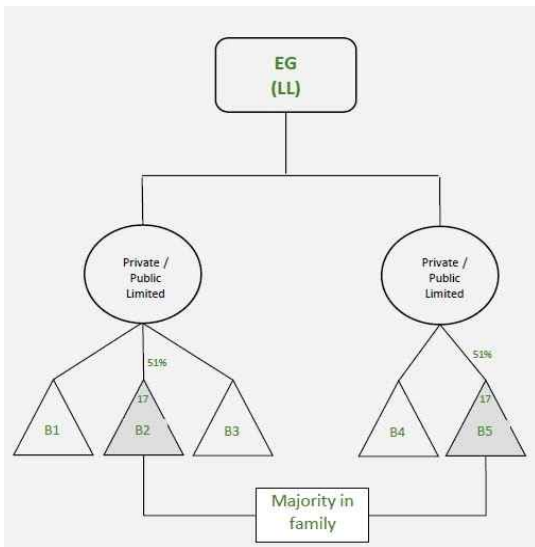 EG
(LL)
Private /
Public
Limited
Private /
Public
Limited
51%
51%
17
17
B1
B2
B3
B4
B5
Majority in
family